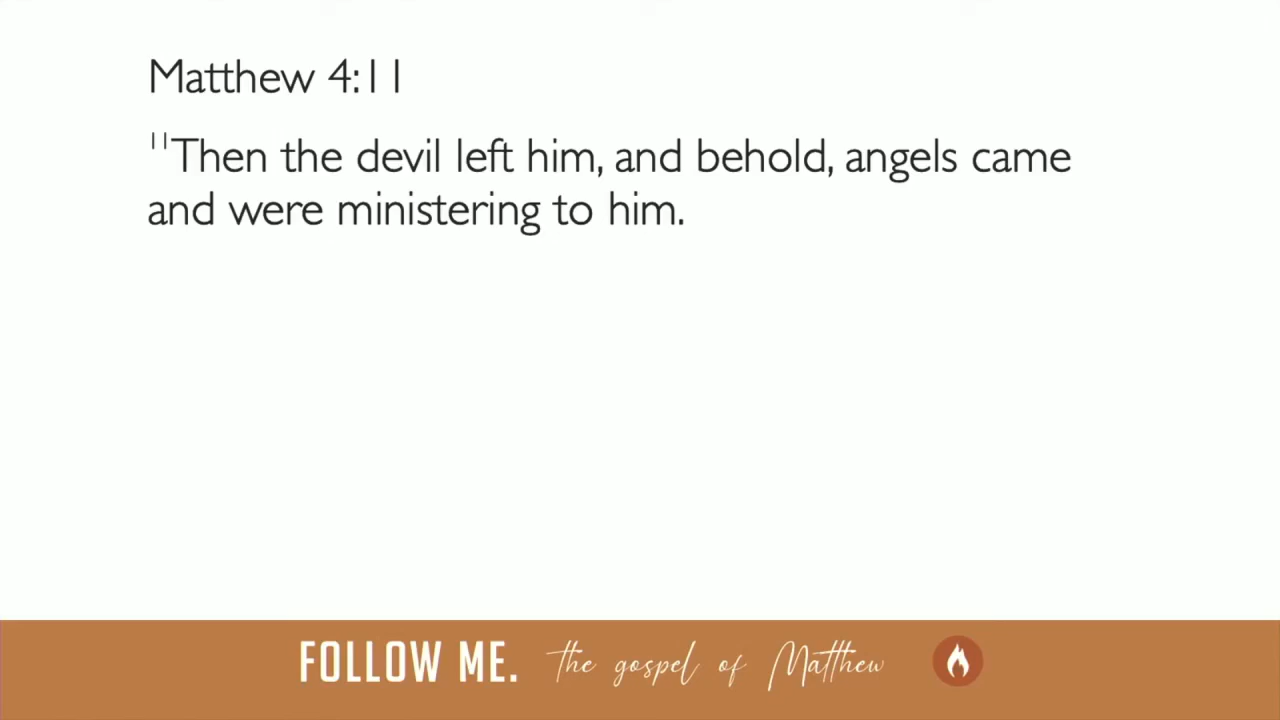 Matthew 4:11
¹¹Then the devil left him, and behold, angels came
and were ministering to him.
FOLLOW ME. the gospel of Matthew